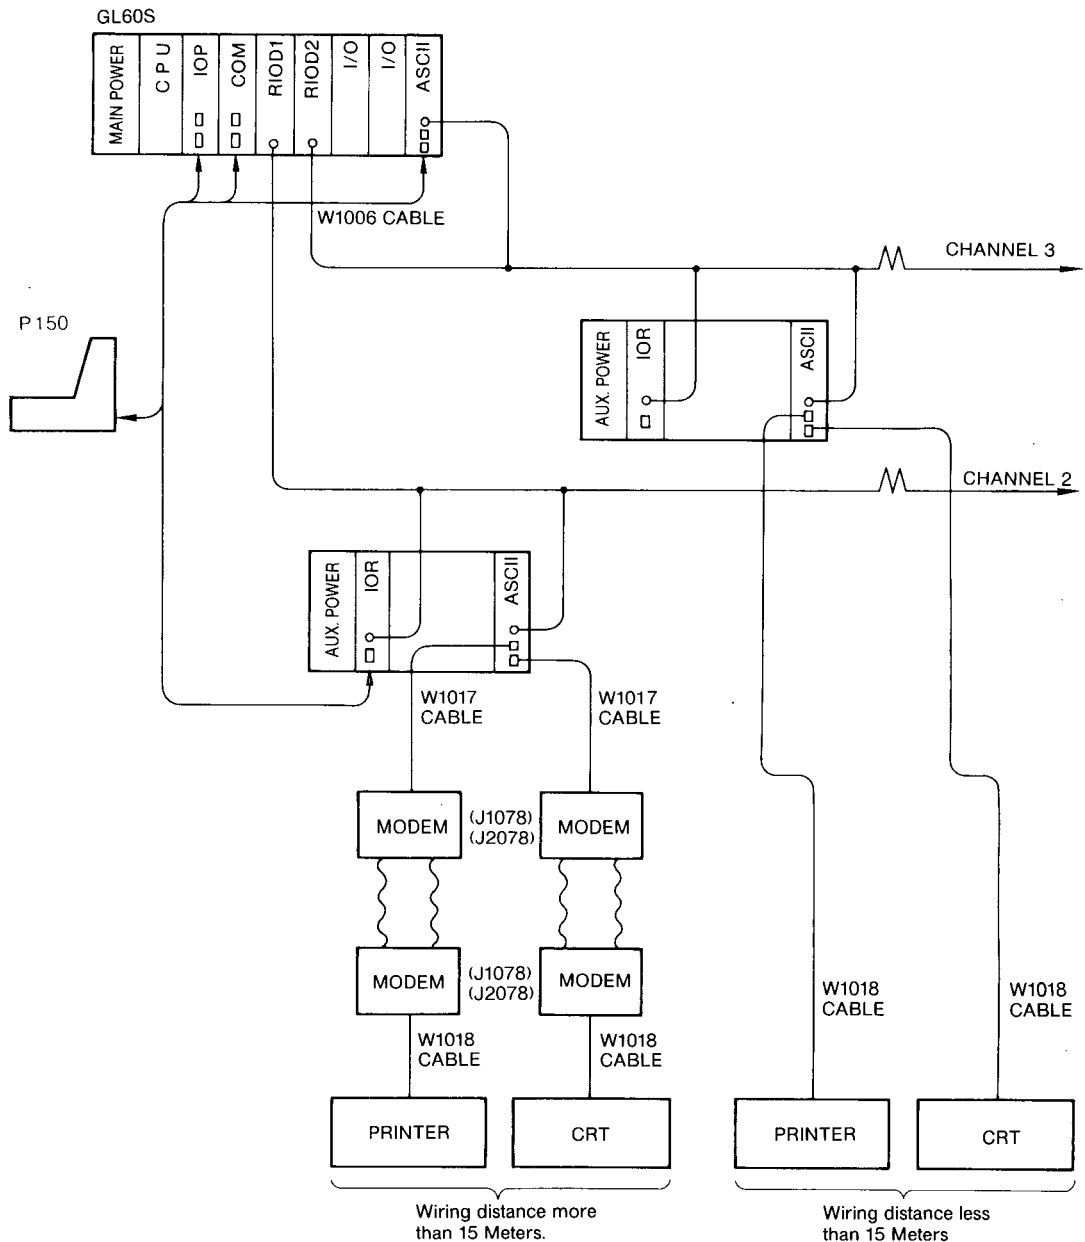 GL60S
MAIN POWER
CPU
IOP
COM
RIOD1
RIOD2
I/O
I/O
ASCII
W1006 CABLE
CHANNEL 3
P150
AUX. POWER
IOR
ASCII
CHANNEL 2
AUX. POWER
IOR
ASCII
W1017
CABLE
W1017
CABLE
MODEM
(J1078)
(J2078)
MODEM
MODEM
(J1078)
(J2078)
MODEM
W1018
CABLE
W1018
CABLE
W1018
CABLE
W1018
CABLE
PRINTER
CRT
PRINTER
CRT
Wiring distance more
than 15 Meters.
Wiring distance less
than 15 Meters